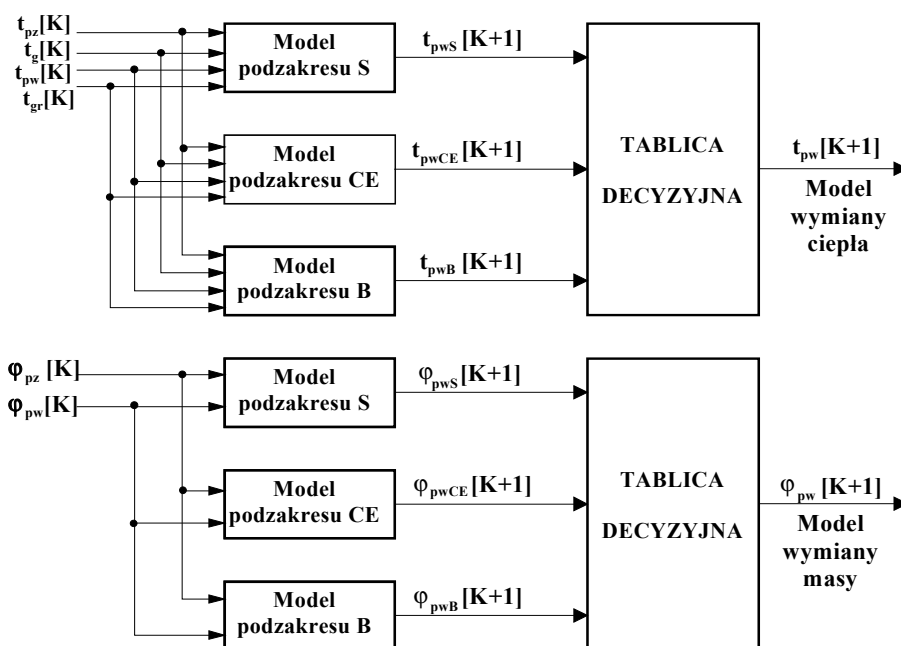 t_pz[K]
t_g[K]
t_pw[K]
t_gr[K]
Model
podzakresu S
t_pwS [K+1]
Model
podzakresu CE
t_pwCE [K+1]
Model
podzakresu B
t_pwB [K+1]
TABLICA
DECYZYJNA
t_pw[K+1]
Model
wymiany
ciepła
φ_pz [K]
φ_pw[K]
Model
podzakresu S
φ_pwS[K+1]
Model
podzakresu CE
φ_pwCE[K+1]
Model
podzakresu B
φ_pwB[K+1]
TABLICA
DECYZYJNA
φ_pw [K+1]
Model
wymiany
masy